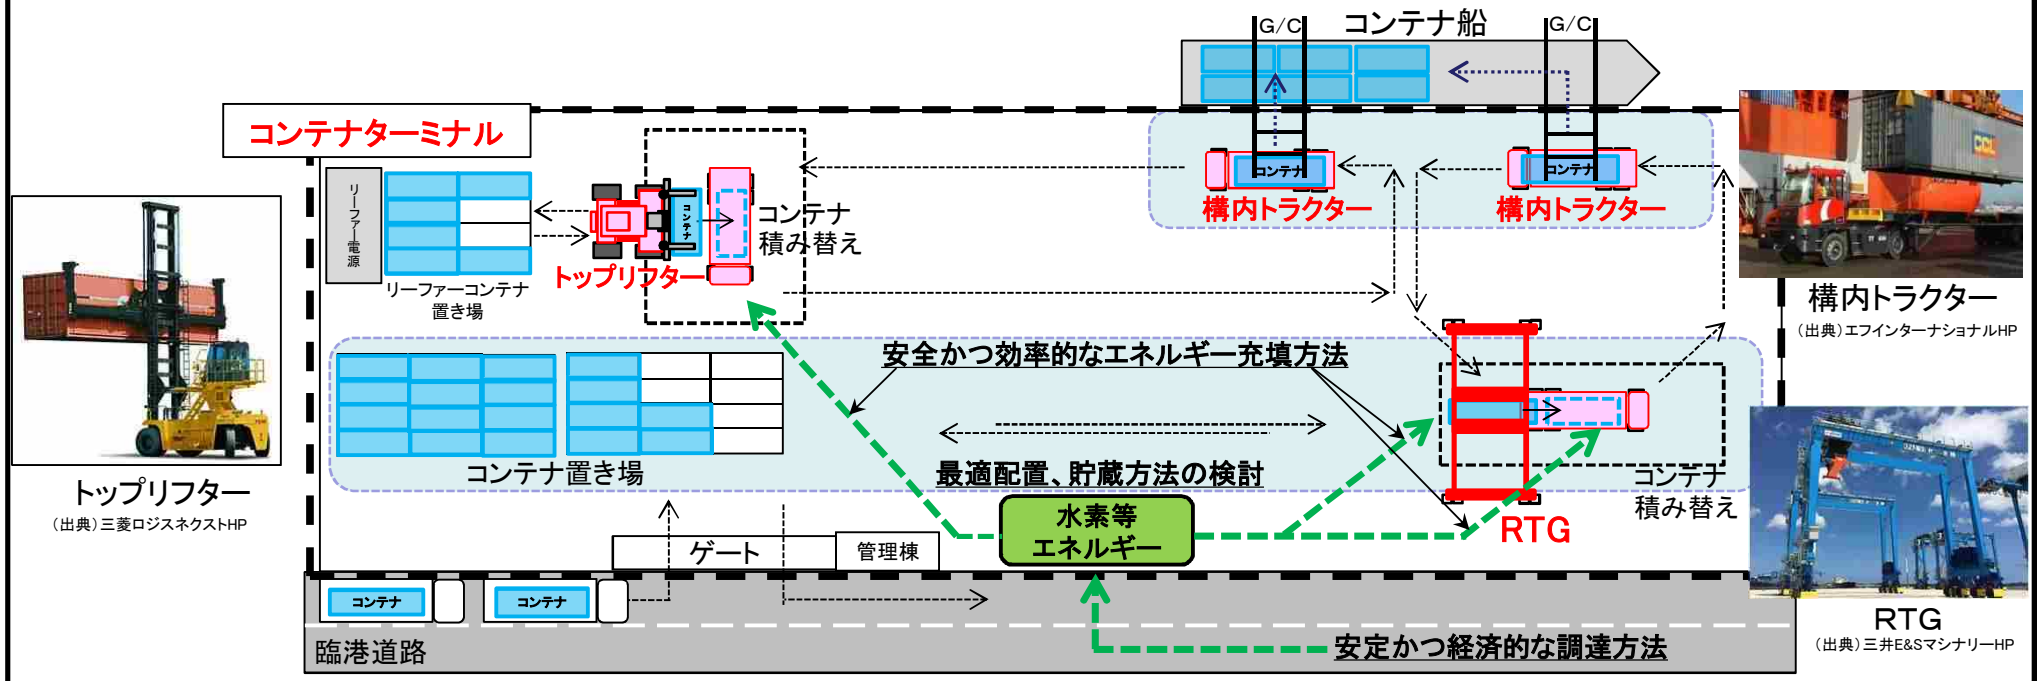 コンテナ船
G/C
G/C
コンテナターミナル
リーファー電源
コンテナ
コンテナ
積み替え
トップリフター
リーファーコンテナ
置き場
コンテナ
構内トラクター
コンテナ
構内トラクター
CCL
構内トラクター
(出典)エフインターナショナルHP
トップリフター
(出典)三菱ロジスネクストHP
安全かつ効率的なエネルギー充填方法
コンテナ置き場
最適配置、貯蔵方法の検討
コンテナ
積み替え
RTG
水素等
エネルギー
ゲート
管理棟
コンテナ
コンテナ
臨港道路
安定かつ経済的な調達方法
RTG
(出典)三井E&SマシナリーHP